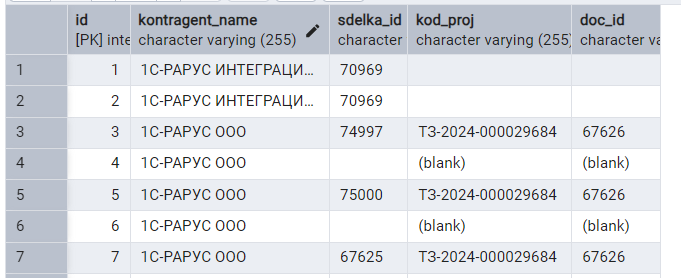 id kontragent_name sdelka_id kod_proj doc_id
[PK] inte character varying (255) character character varying (255) character va
1 1 1С-РАРУС ИНТЕГРАЦИ... 70969
2 2 1С-РАРУС ИНТЕГРАЦИ... 70969
3 3 1С-РАРУС ООО 74997 ТЗ-2024-000029684 67626
4 4 1С-РАРУС ООО (blank) (blank)
5 5 1С-РАРУС ООО 75000 ТЗ-2024-000029684 67626
6 6 1С-РАРУС ООО (blank) (blank)
7 7 1С-РАРУС ООО 67625 ТЗ-2024-000029684 67626